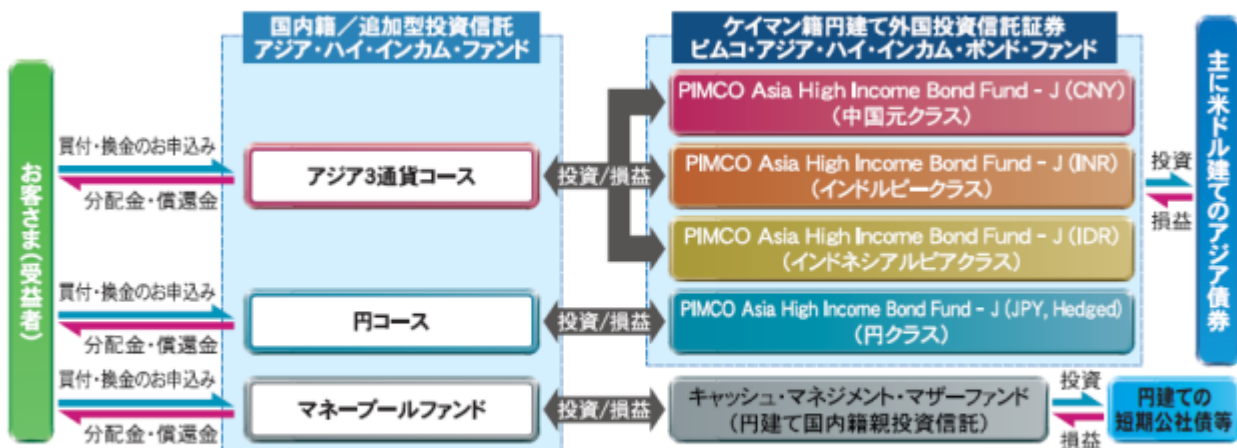 国内籍／追加型投資信託
アジア・ハイ・インカム・ファンド
ケイマン籍円建て外国投資信託証券
ピムコ・アジア・ハイ・インカム・ボンド・ファンド
お客さま（受益者）
買付・換金のお申込み
分配金・償還金
アジア3通貨コース
投資/損益
PIMCO Asia High Income Bond Fund - J (CNY)
（中国元クラス）
PIMCO Asia High Income Bond Fund - J (INR)
（インドルピークラス）
PIMCO Asia High Income Bond Fund - J (IDR)
（インドネシアルピアクラス）
投資
損益
主に米ドル建てのアジア債券
買付・換金のお申込み
分配金・償還金
円コース
投資/損益
PIMCO Asia High Income Bond Fund - J (JPY, Hedged)
（円クラス）
買付・換金のお申込み
分配金・償還金
マネープールファンド
投資/損益
キャッシュ・マネジメント・マザーファンド
（円建て国内籍親投資信託）
投資
損益
円建ての
短期公社債等